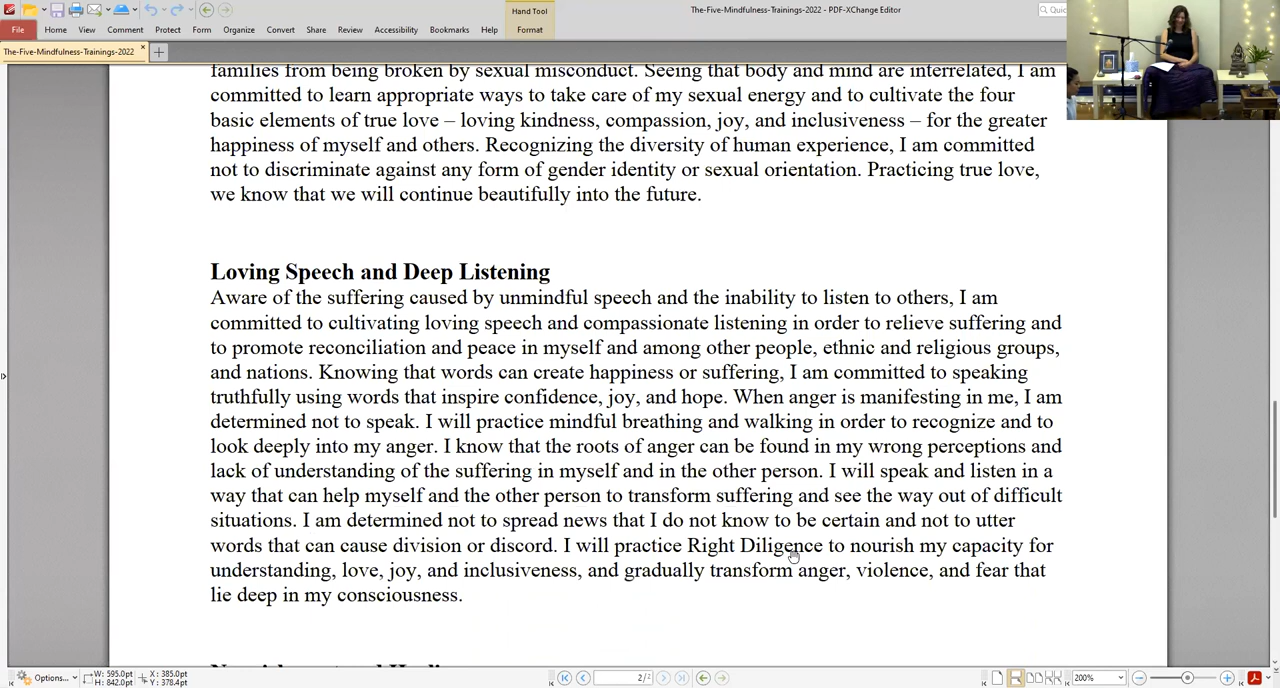 The-Five-Mindfulness-Trainings-2022 - PDF-XChange Editor
Hand Tool
File Home View Comment Protect Form Organize Convert Share Review Accessibility Bookmarks Help Format
The-Five-Mindfulness-Trainings-2022
families from being broken by sexual misconduct. Seeing that body and mind are interrelated, I am
committed to learn appropriate ways to take care of my sexual energy and to cultivate the four
basic elements of true love – loving kindness, compassion, joy, and inclusiveness – for the greater
happiness of myself and others. Recognizing the diversity of human experience, I am committed
not to discriminate against any form of gender identity or sexual orientation. Practicing true love,
we know that we will continue beautifully into the future.
Loving Speech and Deep Listening
Aware of the suffering caused by unmindful speech and the inability to listen to others, I am
committed to cultivating loving speech and compassionate listening in order to relieve suffering and
to promote reconciliation and peace in myself and among other people, ethnic and religious groups,
and nations. Knowing that words can create happiness or suffering, I am committed to speaking
truthfully using words that inspire confidence, joy, and hope. When anger is manifesting in me, I am
determined not to speak. I will practice mindful breathing and walking in order to recognize and to
look deeply into my anger. I know that the roots of anger can be found in my wrong perceptions and
lack of understanding of the suffering in myself and in the other person. I will speak and listen in a
way that can help myself and the other person to transform suffering and see the way out of difficult
situations. I am determined not to spread news that I do not know to be certain and not to utter
words that can cause division or discord. I will practice Right Diligence to nourish my capacity for
understanding, love, joy, and inclusiveness, and gradually transform anger, violence, and fear that
lie deep in my consciousness.
Options... W: 595.0pt X: 385.0pt 2/2 200%
H: 842.0pt Y: 378.4pt